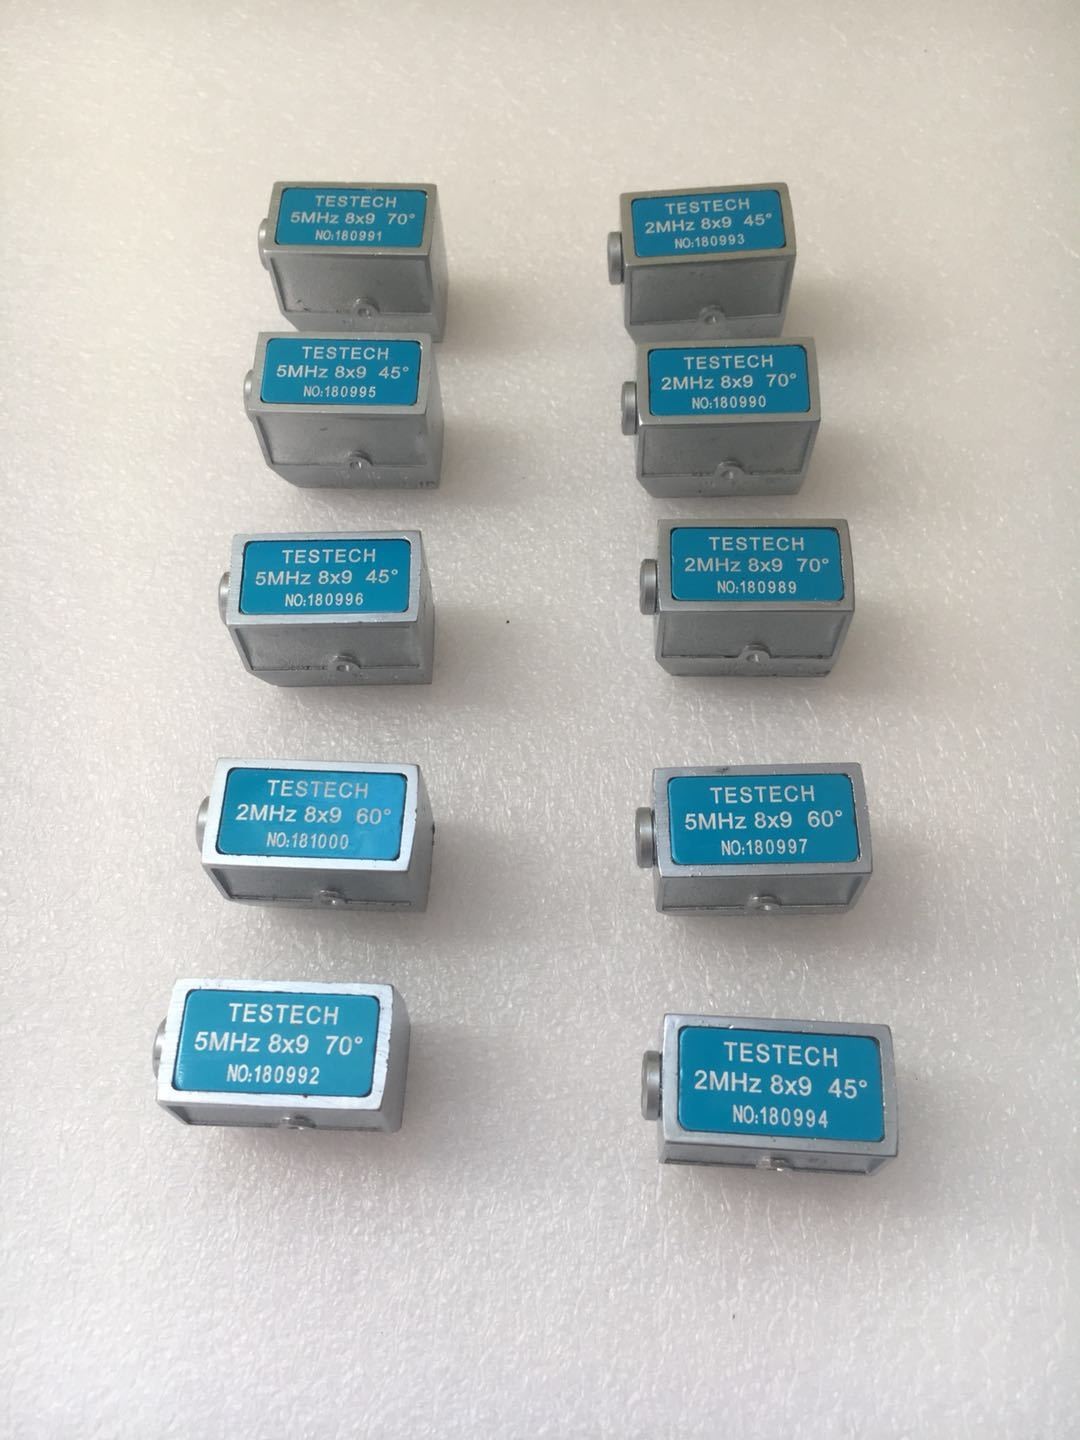 TESTECH
5MHz 8x9 70°
NO:180991
TESTECH
2MHz 8x9 45°
NO:180993
TESTECH
5MHz 8x9 45°
NO:180995
TESTECH
2MHz 8x9 70°
NO:180990
TESTECH
5MHz 8x9 45°
NO:180996
TESTECH
2MHz 8x9 70°
NO:180989
TESTECH
2MHz 8x9 60°
NO:181000
TESTECH
5MHz 8x9 60°
NO:180997
TESTECH
5MHz 8x9 70°
NO:180992
TESTECH
2MHz 8x9 45°
NO:180994